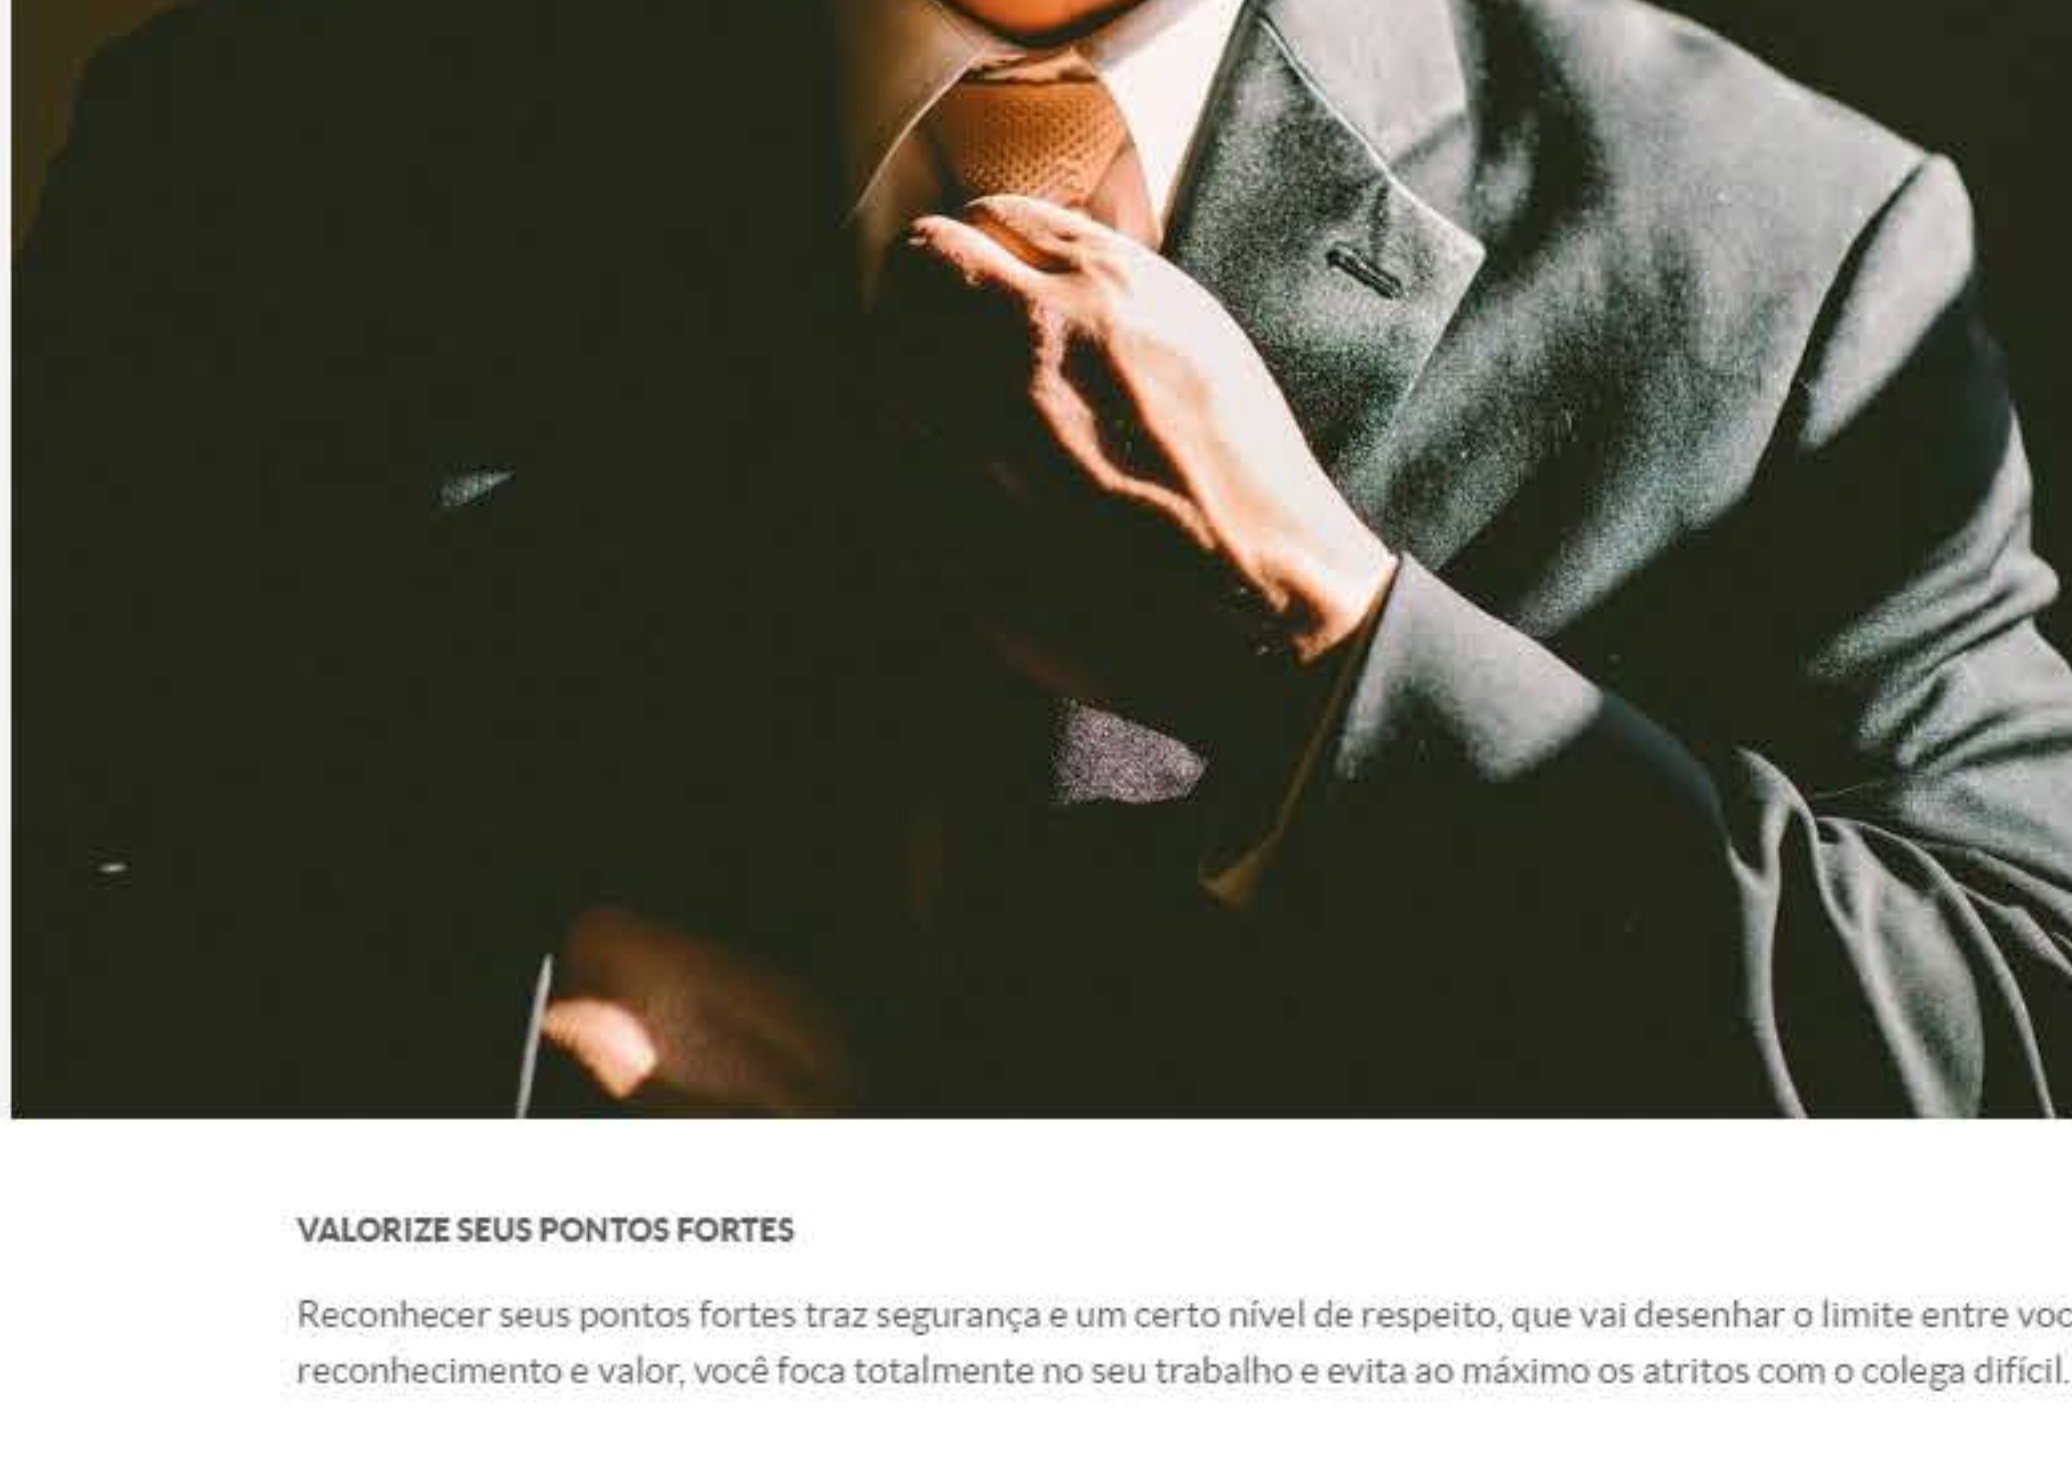 VALORIZE SEUS PONTOS FORTES
Reconhecer seus pontos fortes traz segurança e um certo nível de respeito, que vai desenhar o limite entre
reconhecimento e valor, você foca totalmente no seu trabalho e evita ao máximo os atritos com o colega difícil.